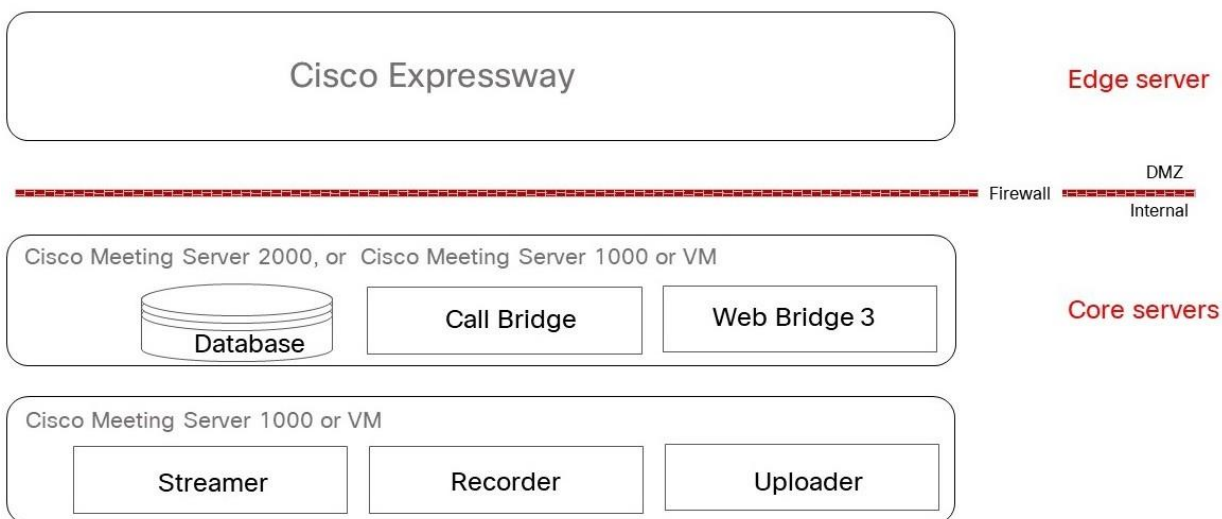 Cisco Expressway
Edge server
DMZ
Firewall
Internal
Cisco Meeting Server 2000, or Cisco Meeting Server 1000 or VM
Database
Call Bridge
Web Bridge 3
Core servers
Cisco Meeting Server 1000 or VM
Streamer
Recorder
Uploader